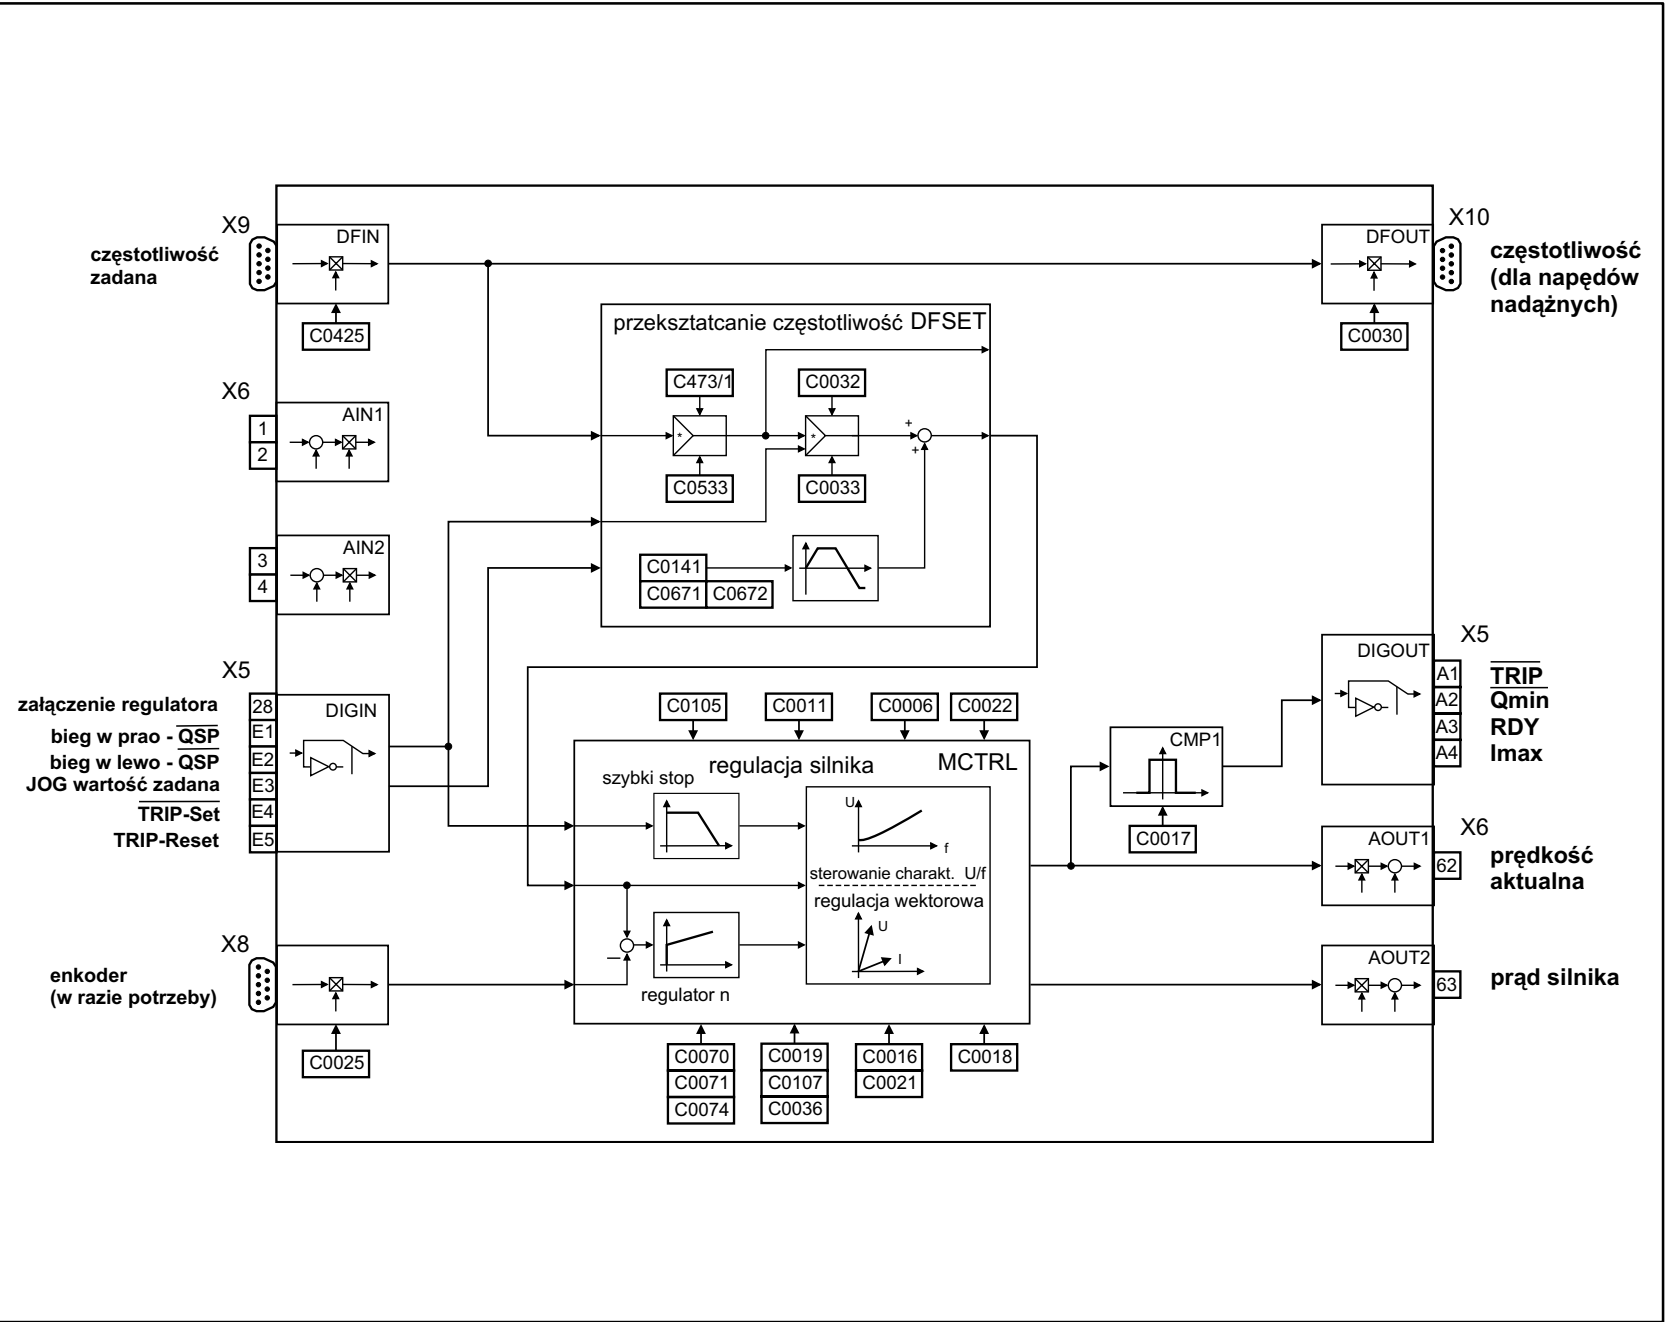 X9
częstotliwość
zadana
DFIN
C0425
DFOUT
X10
częstotliwość
(dla napędów
nadążnych)
C0030
przeksztatcanie częstotliwość DFSET
C473/1
C0032
*
*
+
+
C0533
C0033
C0141
C0671
C0672
X6
1
2
AIN1
3
4
AIN2
X5
załączenie regulatora
28
DIGIN
bieg w prao - QSP
E1
bieg w lewo - QSP
E2
JOG wartość zadana
E3
TRIP-Set
E4
TRIP-Reset
E5
C0105
C0011
C0006
C0022
regulacja silnika
MCTRL
szybki stop
U
f
sterowanie charakt. U/f
regulacja wektorowa
U
I
–
regulator n
C0070
C0071
C0074
C0019
C0107
C0036
C0016
C0021
C0018
X8
enkoder
(w razie potrzeby)
C0025
CMP1
C0017
DIGOUT
X5
A1
TRIP
A2
Qmin
A3
RDY
A4
Imax
AOUT1
X6
62
prędkość
aktualna
AOUT2
63
prąd silnika